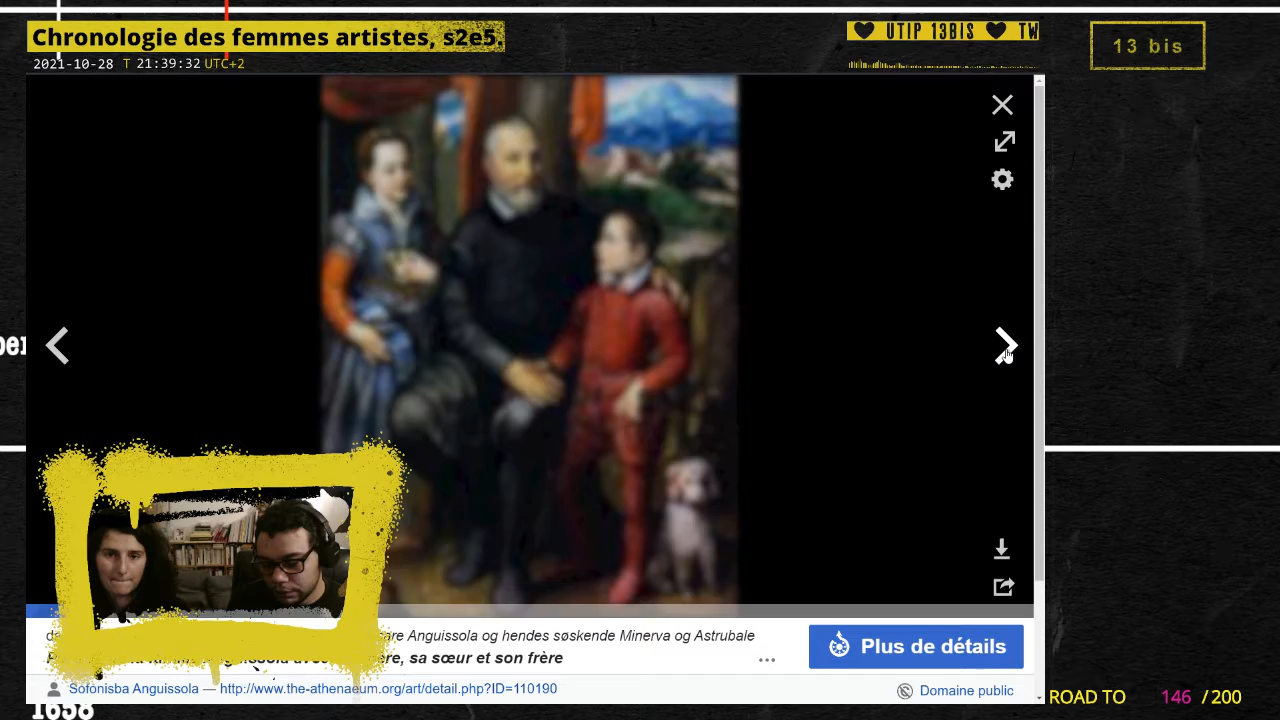 Chronologie des femmes artistes, s2e5
2021-10-28 T 21:39:32 UTC+2
UTIP 13BIS TW
13 bis
are Anguissola og hendes søskende Minerva og Astrubale
re, sa sœur et son frère
...
Plus de détails
Sofonisba Anguissola — http://www.the-athenaeum.org/art/detail.php?ID=110190
Domaine public
1658
ROAD TO 146 / 200